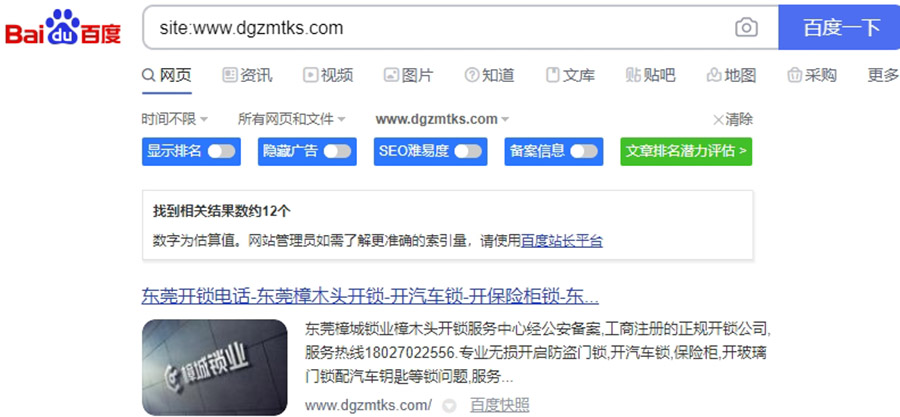 Bai du 百度
site:www.dgzmtks.com
百度一下
网页 资讯 视频 图片 知道 文库 贴吧 地图 采购 更多
时间不限 所有网页和文件 www.dgzmtks.com 清除
显示排名 隐藏广告 SEO难易度 备案信息 文章排名潜力评估 >
找到相关结果数约12个
数字为估算值。网站管理员如需了解更准确的索引量，请使用百度站长平台
东莞开锁电话-东莞樟木头开锁-开汽车锁-开保险柜锁-东...
樟城锁业
东莞樟城锁业樟木头开锁服务中心经公安备案,工商注册的正规开锁公司,
服务热线18027022556.专业无损开启防盗门锁,开汽车锁,保险柜,开玻璃
门锁配汽车钥匙等锁问题,服务...
www.dgzmtks.com/ 百度快照